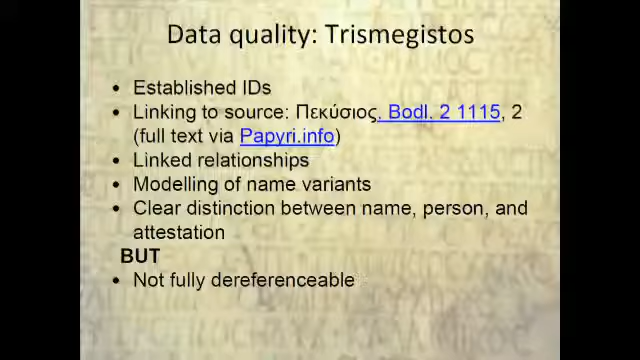 Data quality: Trismegistos
• Established IDs
• Linking to source: Πεκύσιος, Bodl. 2 1115, 2
(full text via Papyri.info)
• Linked relationships
• Modelling of name variants
• Clear distinction between name, person, and
attestation
BUT
• Not fully dereferenceable